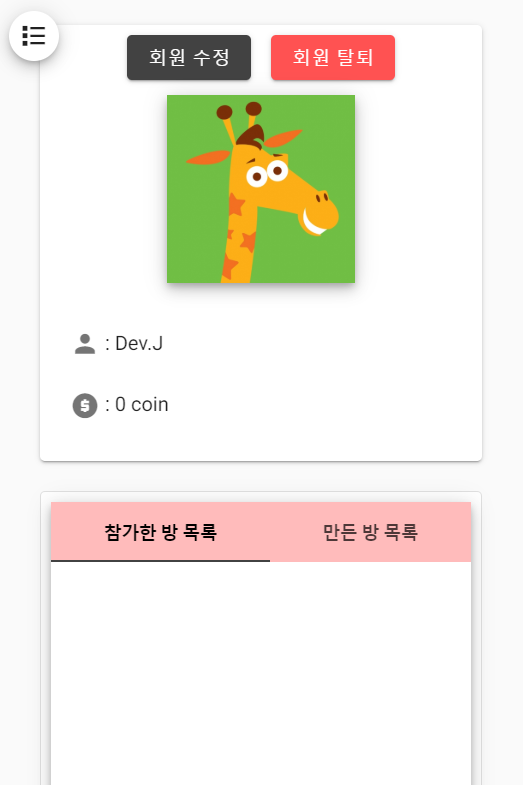 회원 수정 회원 탈퇴
: Dev.J
: 0 coin
참가한 방 목록 만든 방 목록